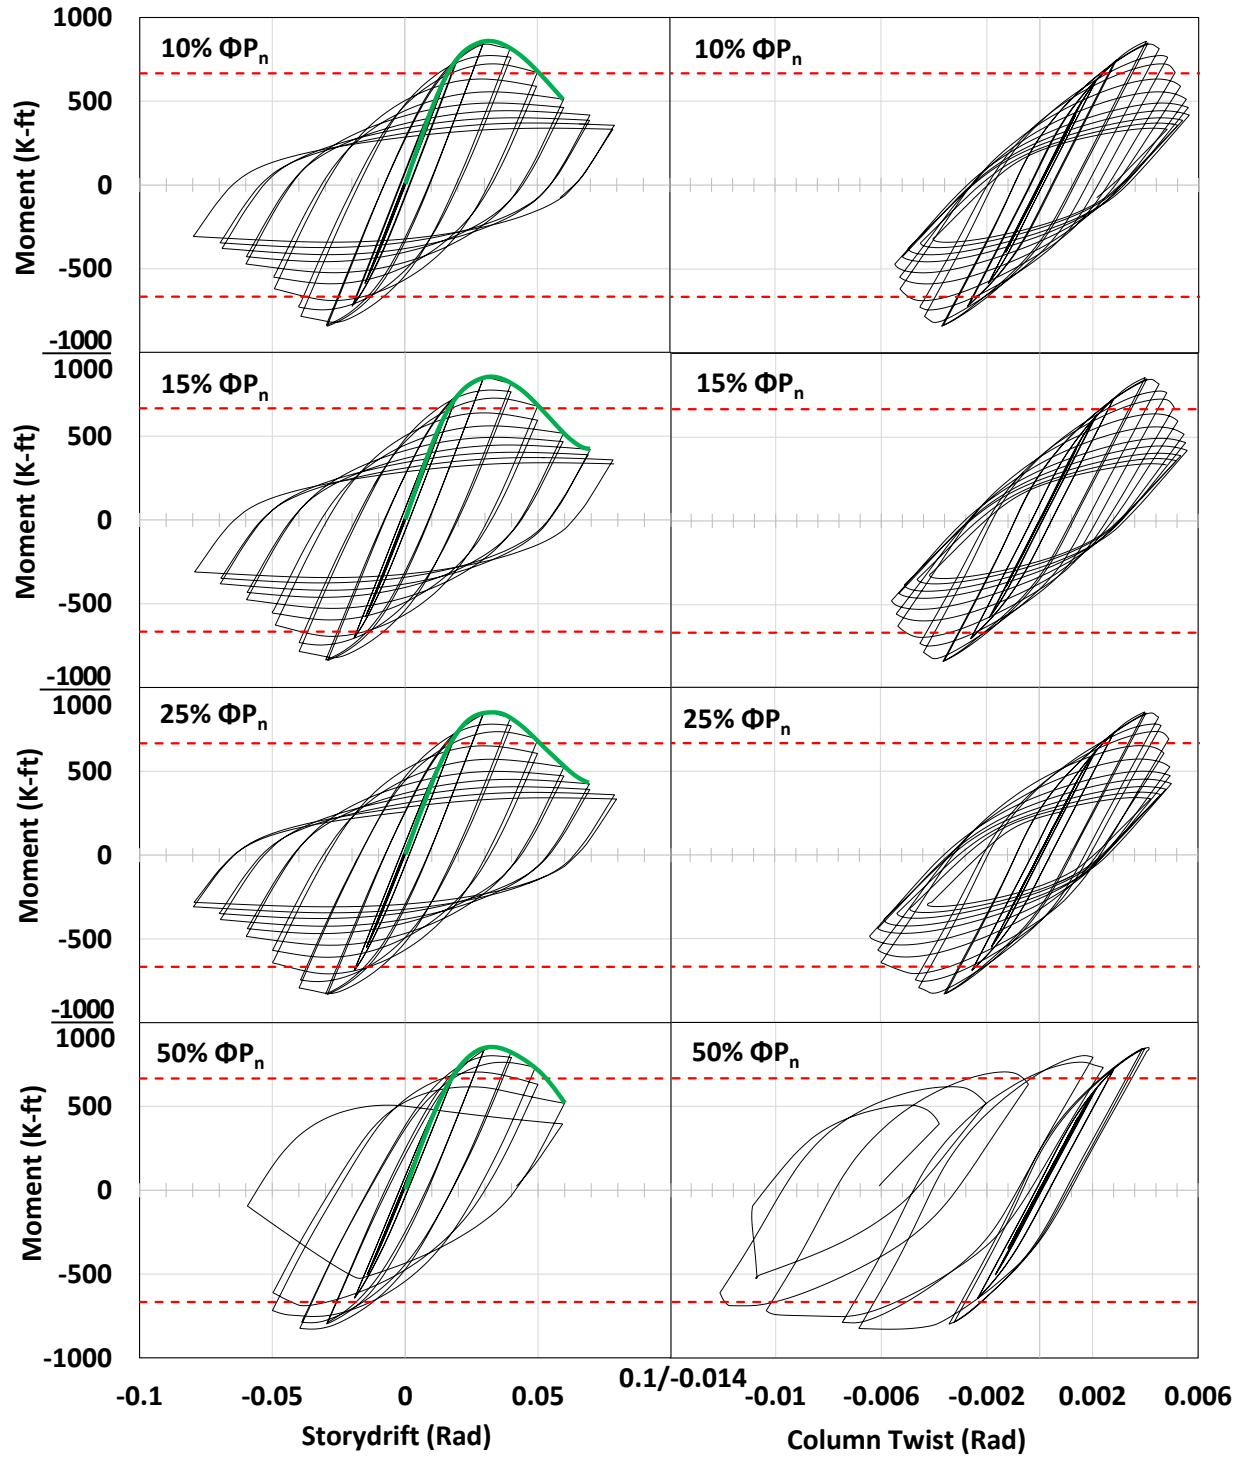 1000
10% ΦPn
10% ΦPn
500
Moment (K-ft)
0
-500
-1000
1000
15% ΦPn
15% ΦPn
500
Moment (K-ft)
0
-500
-1000
1000
25% ΦPn
25% ΦPn
500
Moment (K-ft)
0
-500
-1000
1000
50% ΦPn
50% ΦPn
500
Moment (K-ft)
0
-500
-1000
-0.1 -0.05 0 0.05 0.1/-0.014 -0.01 -0.006 -0.002 0.002 0.006
Storydrift (Rad) Column Twist (Rad)